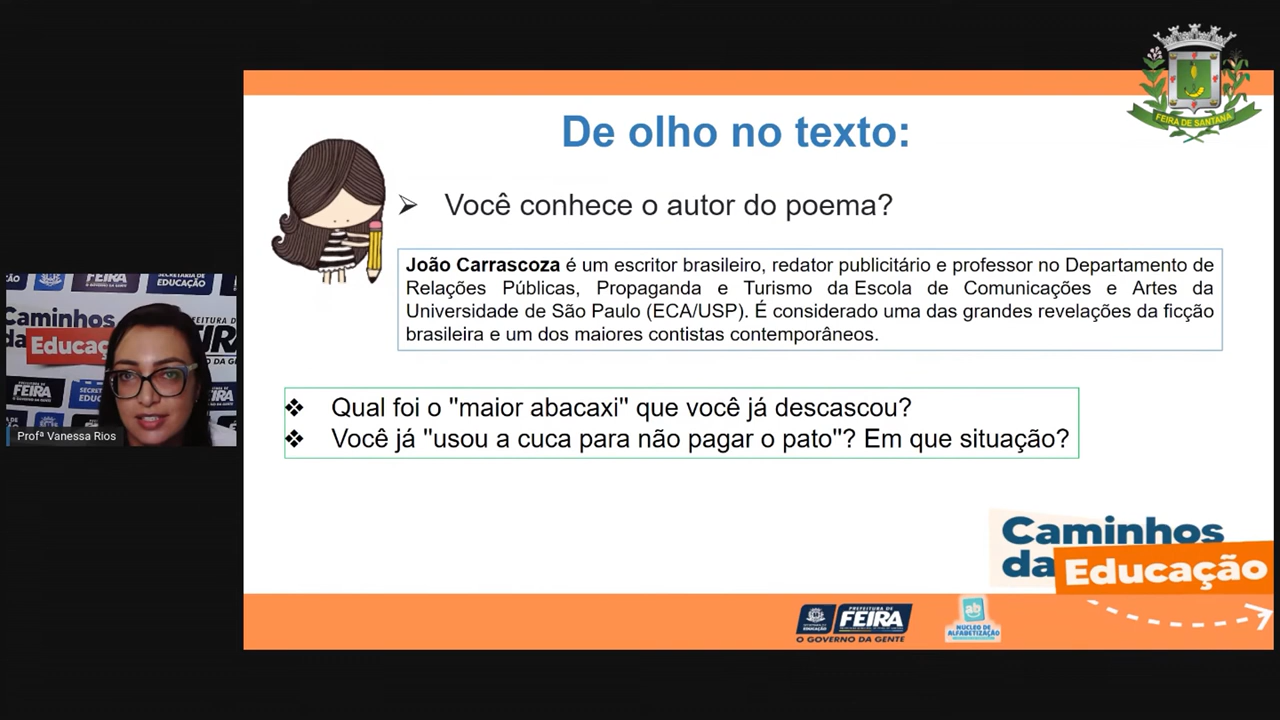 FEIRA DE SANTANA
De olho no texto:
Você conhece o autor do poema?
João Carrascoza é um escritor brasileiro, redator publicitário e professor no Departamento de
Relações Públicas, Propaganda e Turismo da Escola de Comunicações e Artes da
Universidade de São Paulo (ECA/USP). É considerado uma das grandes revelações da ficção
brasileira e um dos maiores contistas contemporâneos.
Qual foi o "maior abacaxi" que você já descascou?
Você já "usou a cuca para não pagar o pato"? Em que situação?
Caminhos
da Educação
Profª Vanessa Rios
Caminhos
da Educação
PREFEITURA DE
FEIRA
O GOVERNO DA GENTE
ab
NÚCLEO DE
ALFABETIZAÇÃO